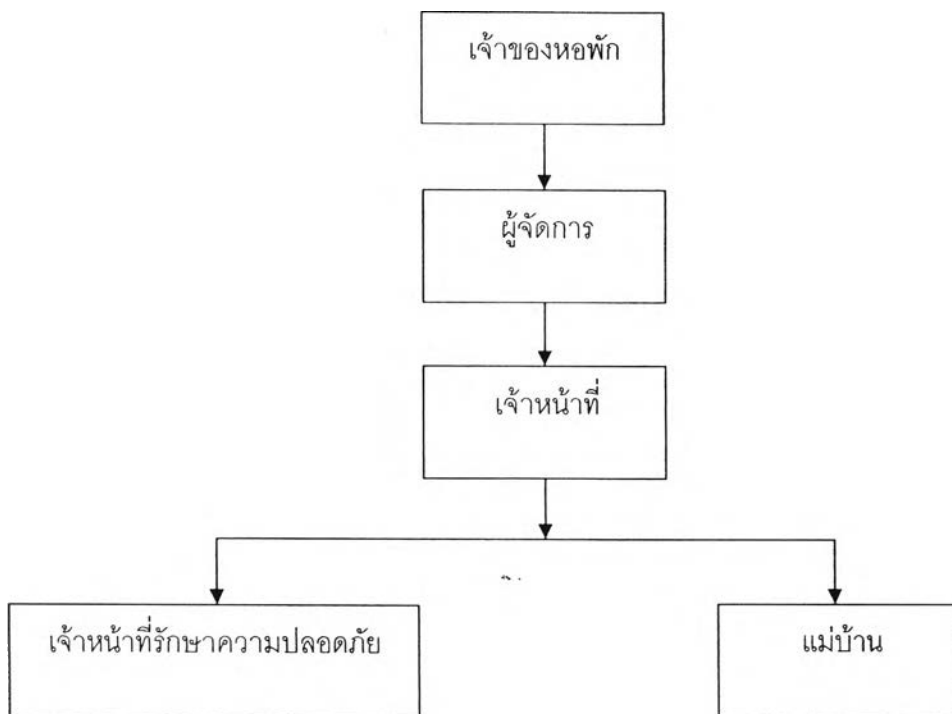 เจ้าของหอพัก
ผู้จัดการ
เจ้าหน้าที่
เจ้าหน้าที่รักษาความปลอดภัย
แม่บ้าน